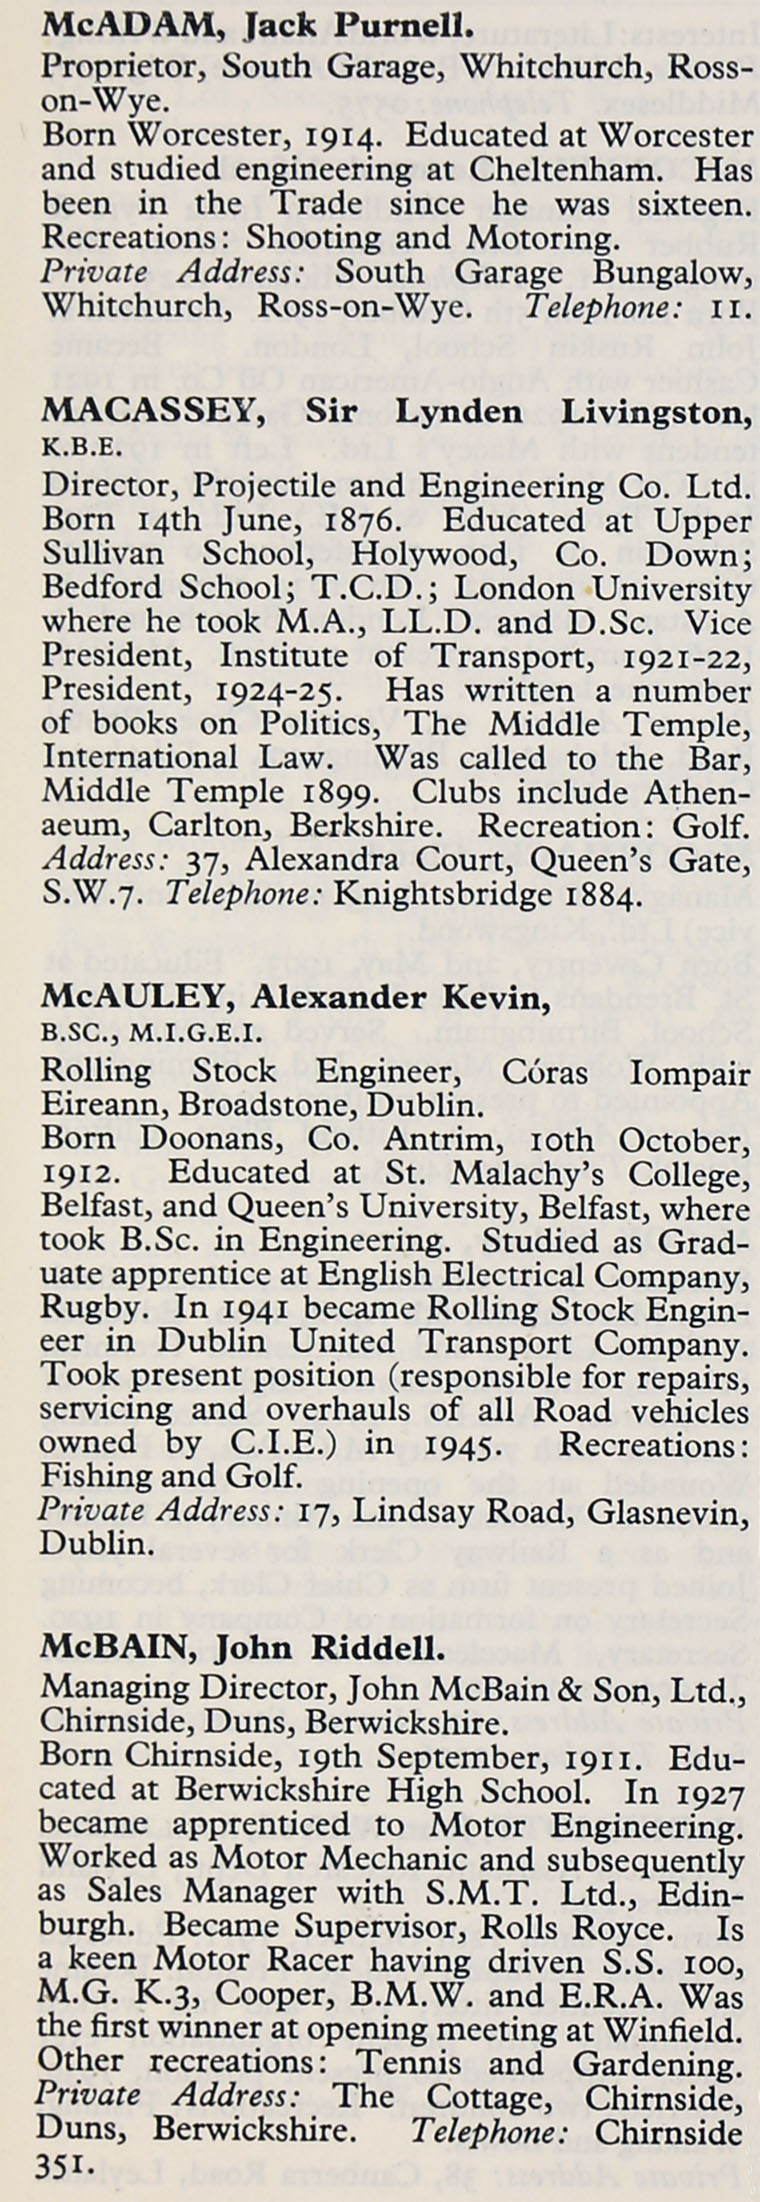 McADAM, Jack Purnell.
Proprietor, South Garage, Whitchurch, Ross-
on-Wye.
Born Worcester, 1914. Educated at Worcester
and studied engineering at Cheltenham. Has
been in the Trade since he was sixteen.
Recreations: Shooting and Motoring.
Private Address: South Garage Bungalow,
Whitchurch, Ross-on-Wye. Telephone: 11.
MACASSEY, Sir Lynden Livingston,
K.B.E.
Director, Projectile and Engineering Co. Ltd.
Born 14th June, 1876. Educated at Upper
Sullivan School, Holywood, Co. Down;
Bedford School; T.C.D.; London University
where he took M.A., LL.D. and D.Sc. Vice
President, Institute of Transport, 1921-22,
President, 1924-25. Has written a number
of books on Politics, The Middle Temple,
International Law. Was called to the Bar,
Middle Temple 1899. Clubs include Athen-
aeum, Carlton, Berkshire. Recreation: Golf.
Address: 37, Alexandra Court, Queen's Gate,
S.W.7. Telephone: Knightsbridge 1884.
McAULEY, Alexander Kevin,
B.SC., M.I.G.E.I.
Rolling Stock Engineer, Córas Iompair
Eireann, Broadstone, Dublin.
Born Doonans, Co. Antrim, 10th October,
1912. Educated at St. Malachy's College,
Belfast, and Queen's University, Belfast, where
took B.Sc. in Engineering. Studied as Grad-
uate apprentice at English Electrical Company,
Rugby. In 1941 became Rolling Stock Engin-
eer in Dublin United Transport Company.
Took present position (responsible for repairs,
servicing and overhauls of all Road vehicles
owned by C.I.E.) in 1945. Recreations:
Fishing and Golf.
Private Address: 17, Lindsay Road, Glasnevin,
Dublin.
McBAIN, John Riddell.
Managing Director, John McBain & Son, Ltd.,
Chirnside, Duns, Berwickshire.
Born Chirnside, 19th September, 1911. Edu-
cated at Berwickshire High School. In 1927
became apprenticed to Motor Engineering.
Worked as Motor Mechanic and subsequently
as Sales Manager with S.M.T. Ltd., Edin-
burgh. Became Supervisor, Rolls Royce. Is
a keen Motor Racer having driven S.S. 100,
M.G. K.3, Cooper, B.M.W. and E.R.A. Was
the first winner at opening meeting at Winfield.
Other recreations: Tennis and Gardening.
Private Address: The Cottage, Chirnside,
Duns, Berwickshire. Telephone: Chirnside
351.